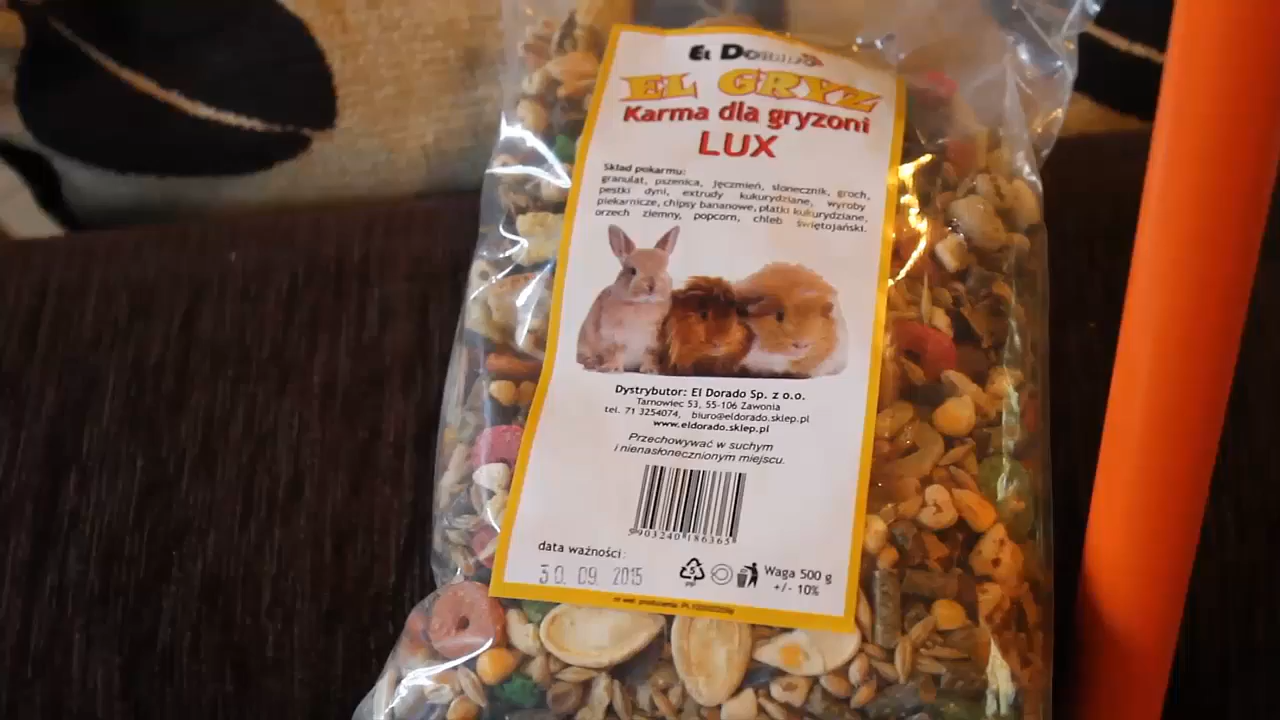 EL DORADO
EL GRYZ
Karma dla gryzoni
LUX
Skład pokarmu:
granulat, pszenica, jęczmień, słonecznik, groch,
pestki dyni, extrudy kukurydziane, wyroby
piekarnicze, chipsy bananowe, płatki kukurydziane,
orzech ziemny, popcorn, chleb świętojański.
Dystrybutor: El Dorado Sp. z o.o.
Tarnowiec 53, 55-106 Zawonia
tel. 71 3254074, biuro@eldorado.sklep.pl
www.eldorado.sklep.pl
Przechowywać w suchym
i nienasłonecznionym miejscu.
5903240186365
data ważności:
30. 09. 2015
5
PP
Waga 500 g
+/- 10%